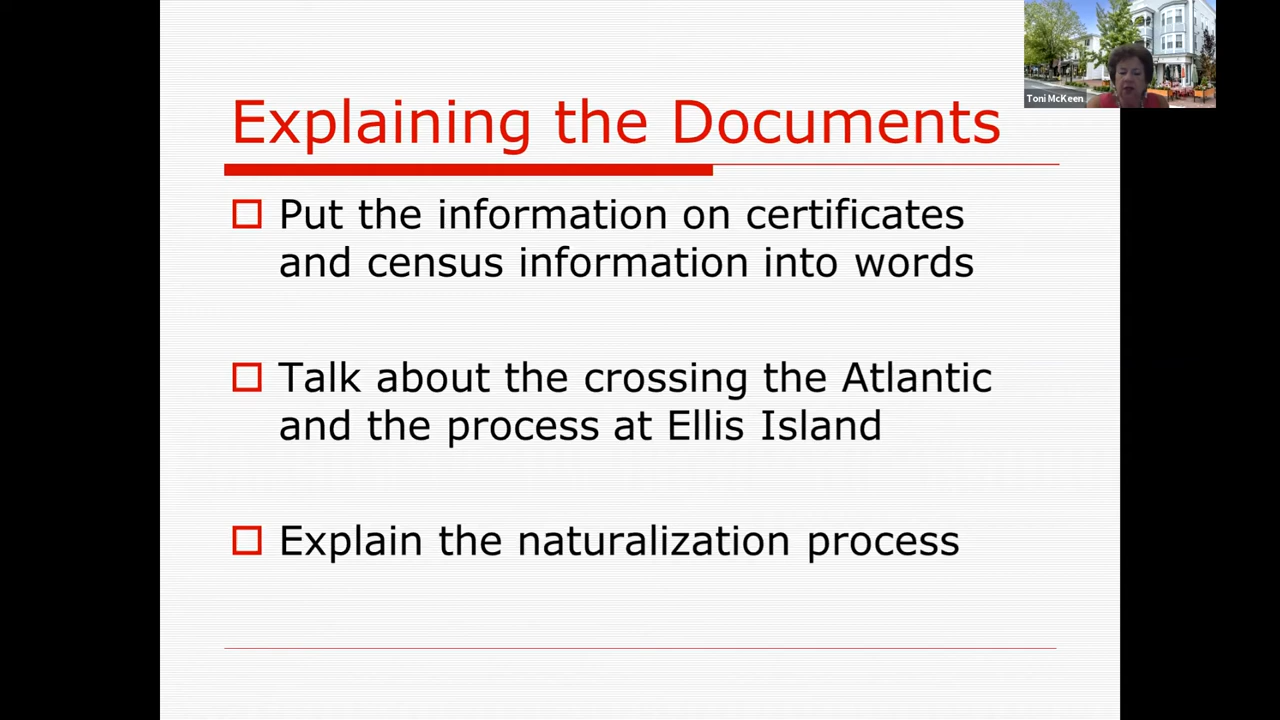 Explaining the Documents
Put the information on certificates
and census information into words
Talk about the crossing the Atlantic
and the process at Ellis Island
Explain the naturalization process
Toni McKeen